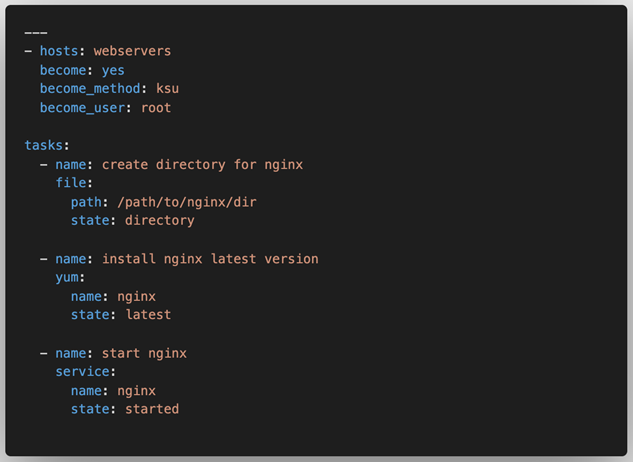 ---
- hosts: webservers
  become: yes
  become_method: ksu
  become_user: root

tasks:
  - name: create directory for nginx
    file:
      path: /path/to/nginx/dir
      state: directory

  - name: install nginx latest version
    yum:
      name: nginx
      state: latest

  - name: start nginx
    service:
      name: nginx
      state: started